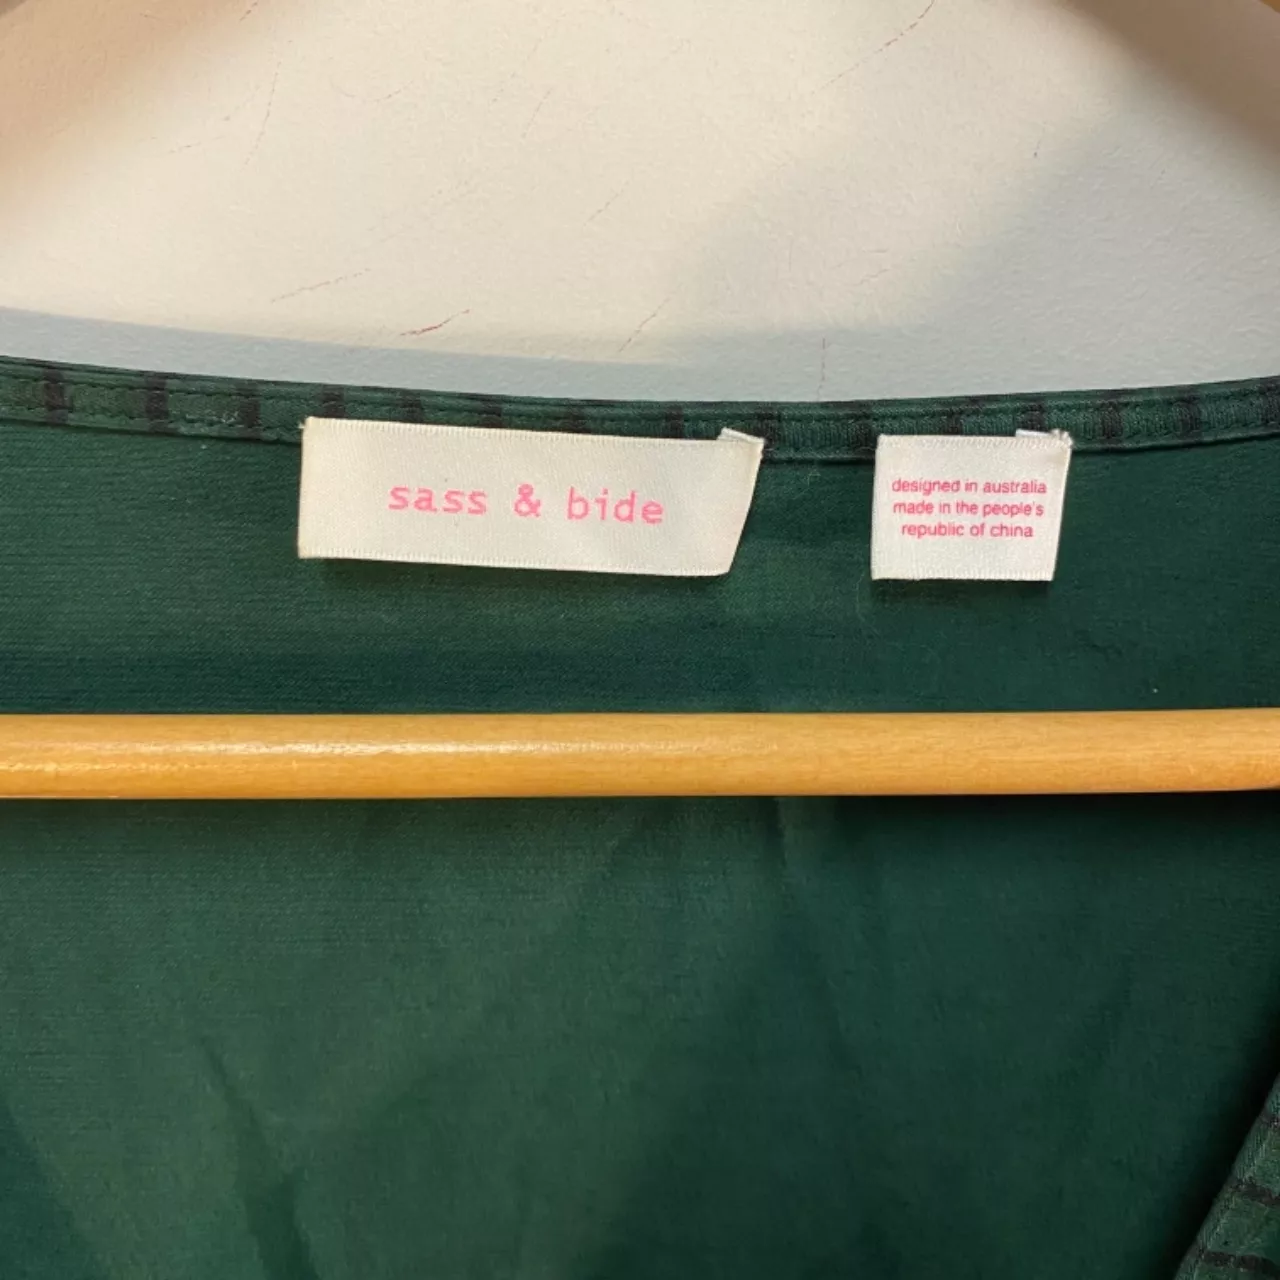 sass & bide
designed in australia
made in the people's
republic of china